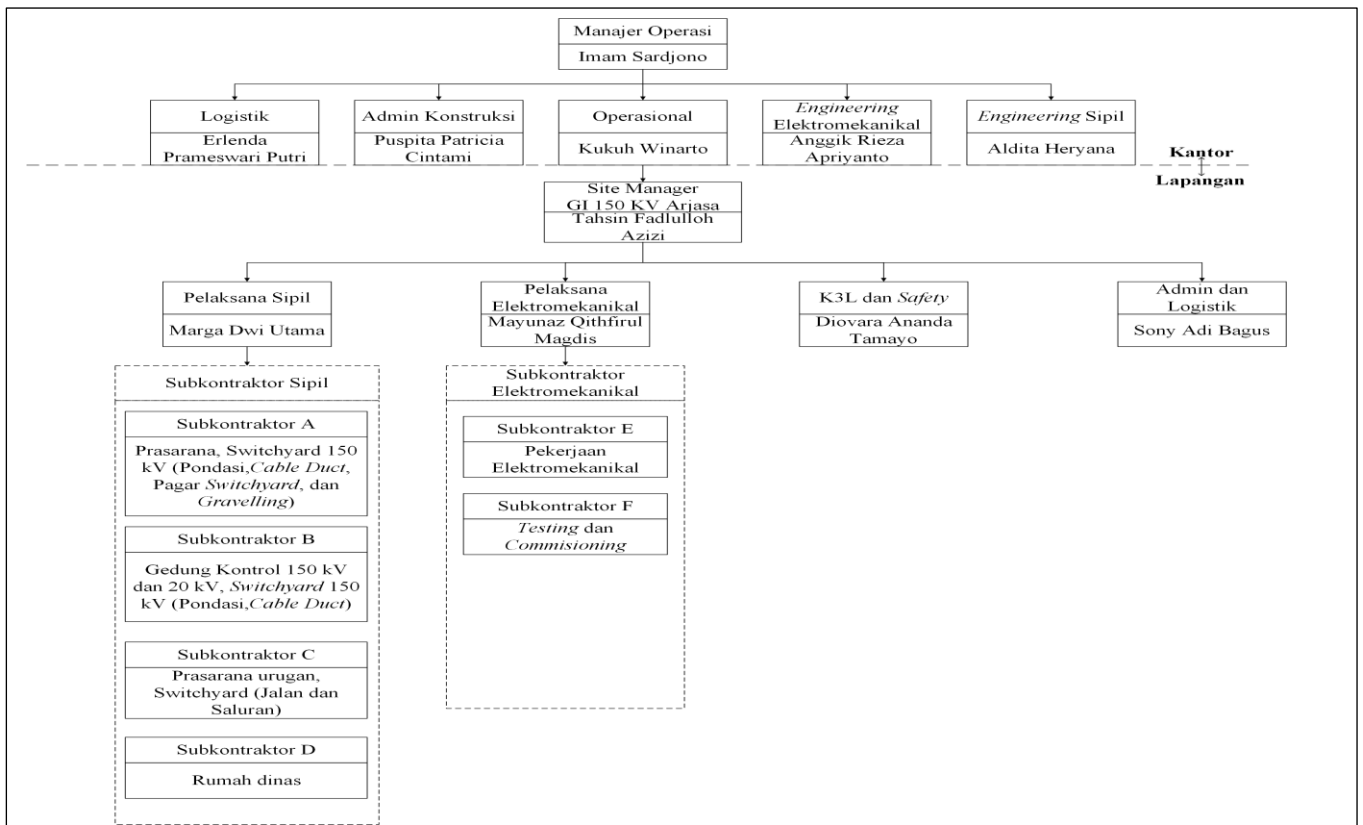 Manajer Operasi
Imam Sardjono
Logistik
Erlenda
Prameswari Putri
Admin Konstruksi
Puspita Patricia
Cintami
Operasional
Kukuh Winarto
Engineering
Elektromekanikal
Anggik Rieza
Apriyanto
Engineering Sipil
Aldita Heryana
Kantor
Lapangan
Site Manager
GI 150 KV Arjasa
Tahsin Fadlulloh
Azizi
Pelaksana Sipil
Marga Dwi Utama
Pelaksana
Elektromekanikal
Mayunaz Qithfirul
Magdis
K3L dan Safety
Diovara Ananda
Tamayo
Admin dan
Logistik
Sony Adi Bagus
Subkontraktor Sipil
Subkontraktor A
Prasarana, Switchyard 150
kV (Pondasi,Cable Duct,
Pagar Switchyard, dan
Gravelling)
Subkontraktor B
Gedung Kontrol 150 kV
dan 20 kV, Switchyard 150
kV (Pondasi,Cable Duct)
Subkontraktor C
Prasarana urugan,
Switchyard (Jalan dan
Saluran)
Subkontraktor D
Rumah dinas
Subkontraktor
Elektromekanikal
Subkontraktor E
Pekerjaan
Elektromekanikal
Subkontraktor F
Testing dan
Commisioning